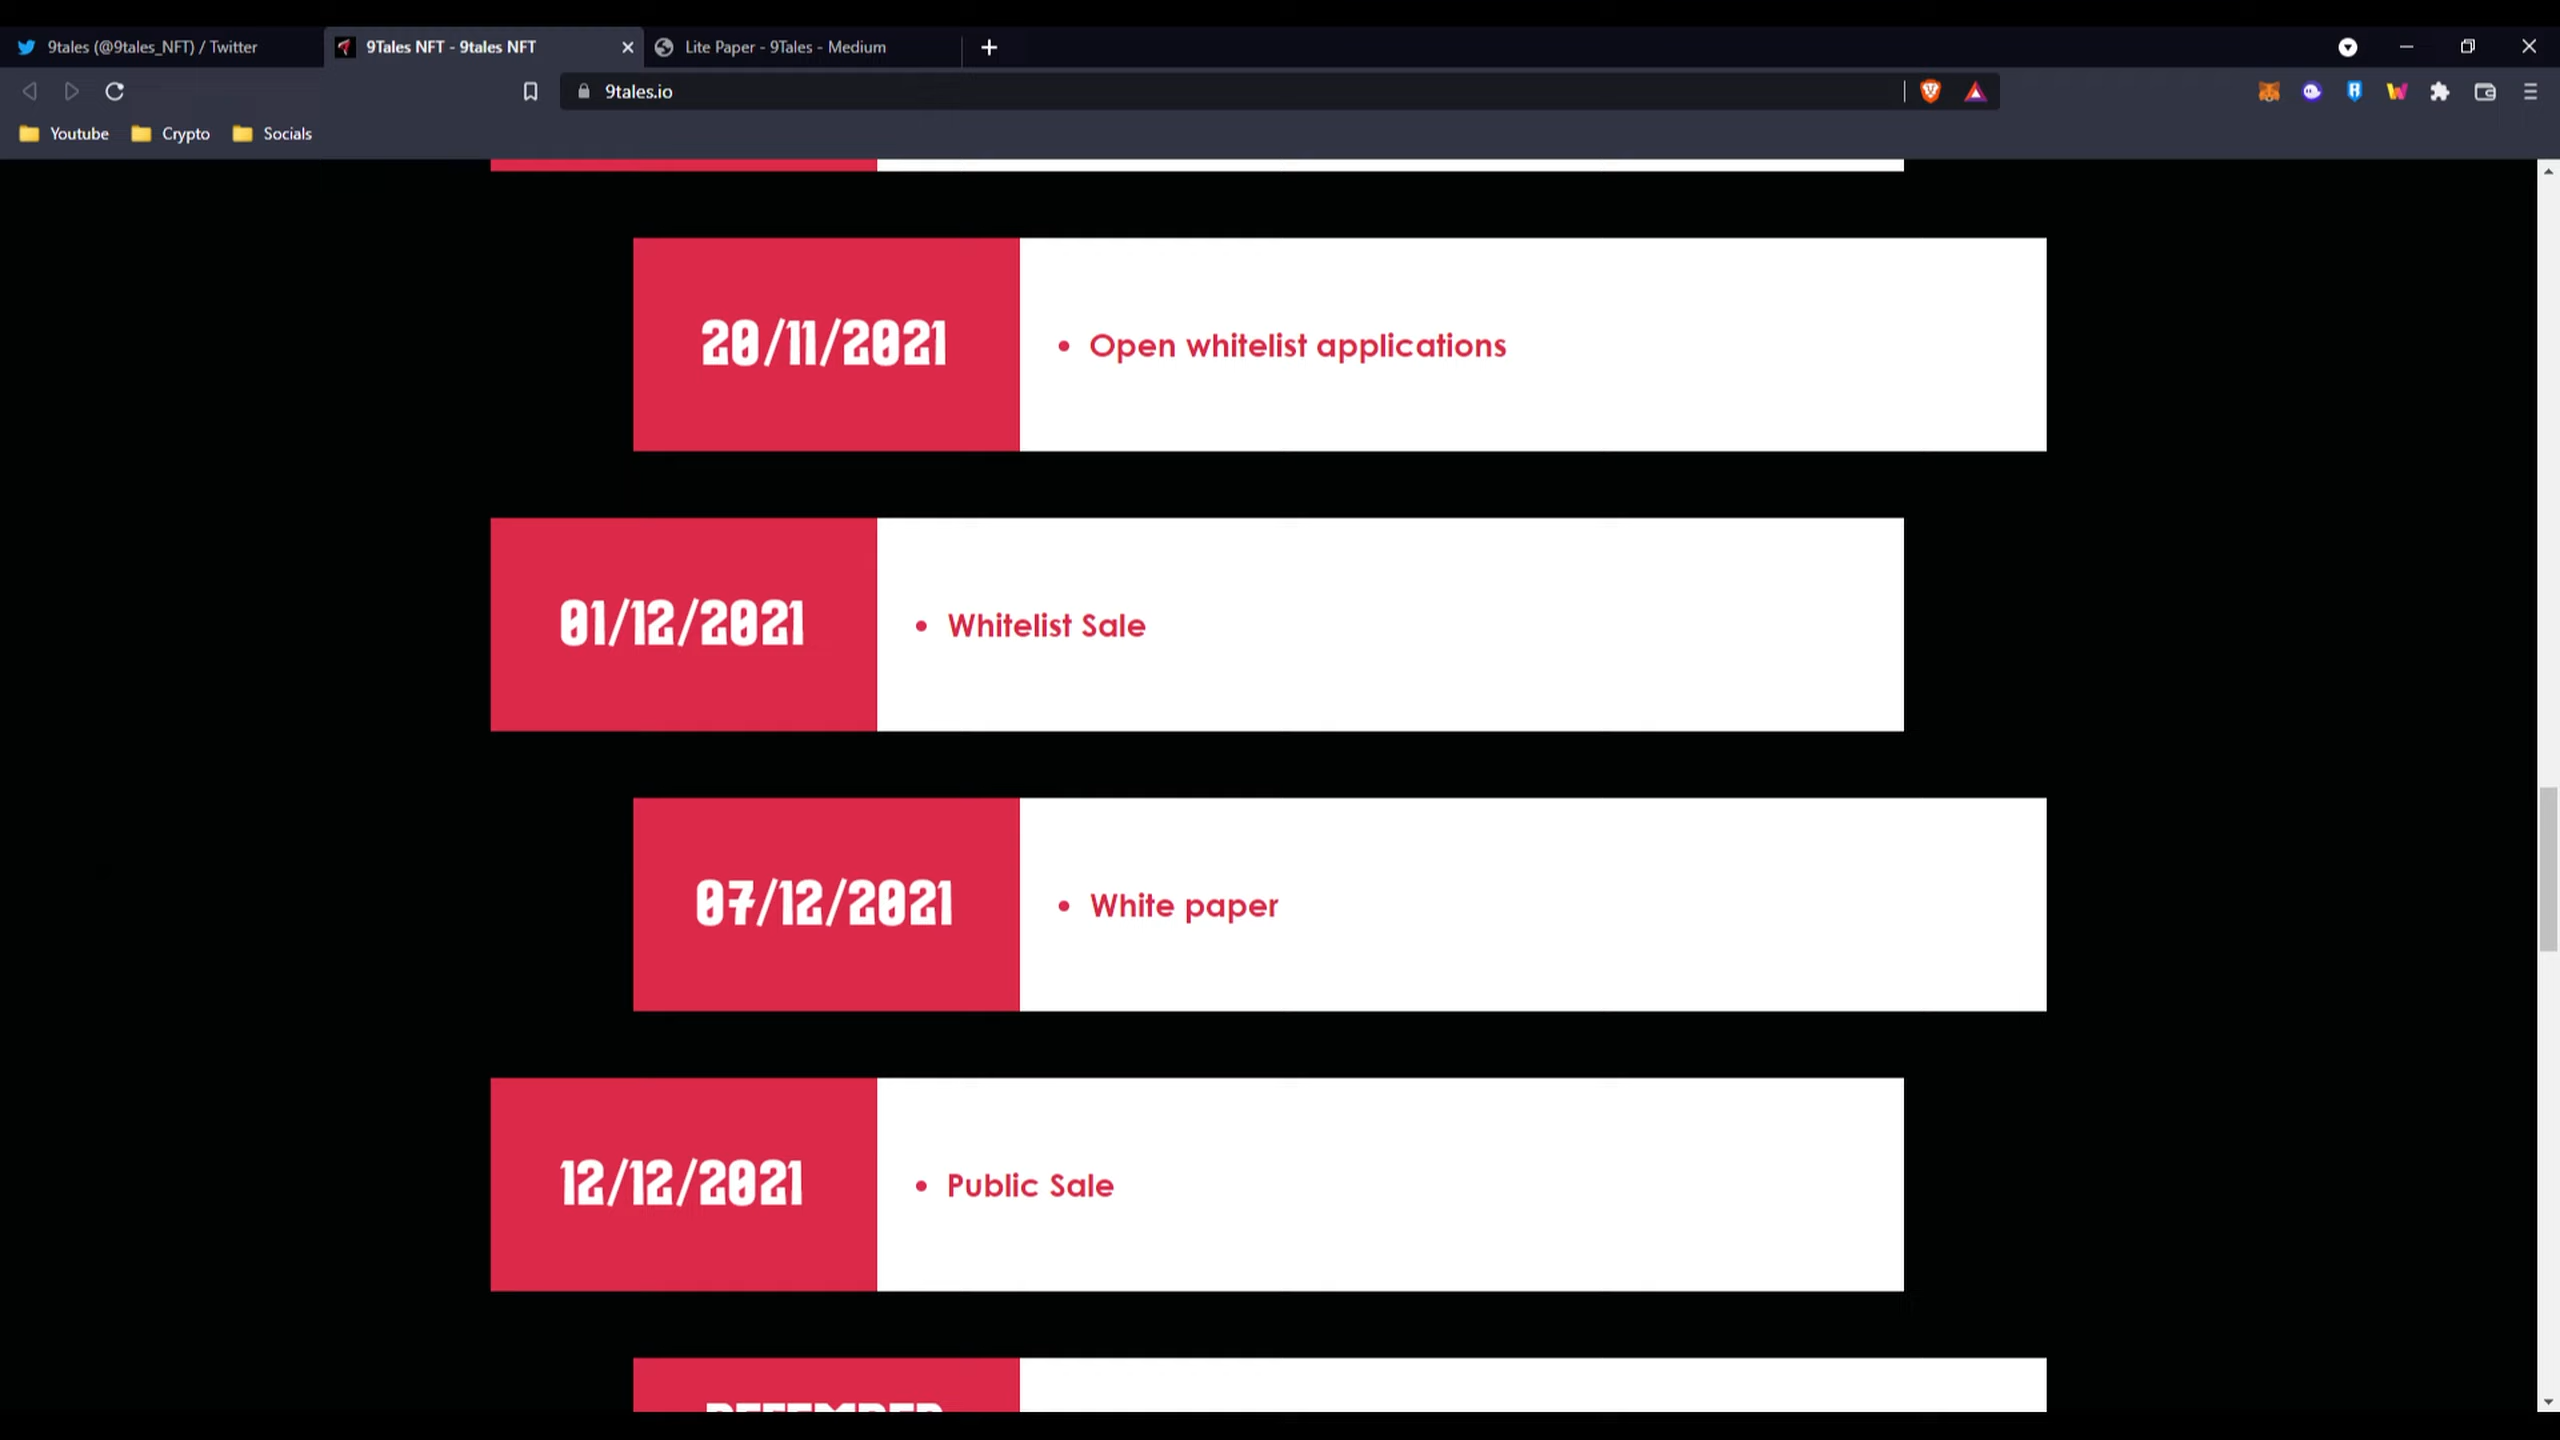 9tales (@9tales_NFT) / Twitter
9Tales NFT - 9tales NFT
Lite Paper - 9Tales - Medium
9tales.io
Youtube
Crypto
Socials
20/11/2021
• Open whitelist applications
01/12/2021
• Whitelist Sale
07/12/2021
• White paper
12/12/2021
• Public Sale
DECEMBER